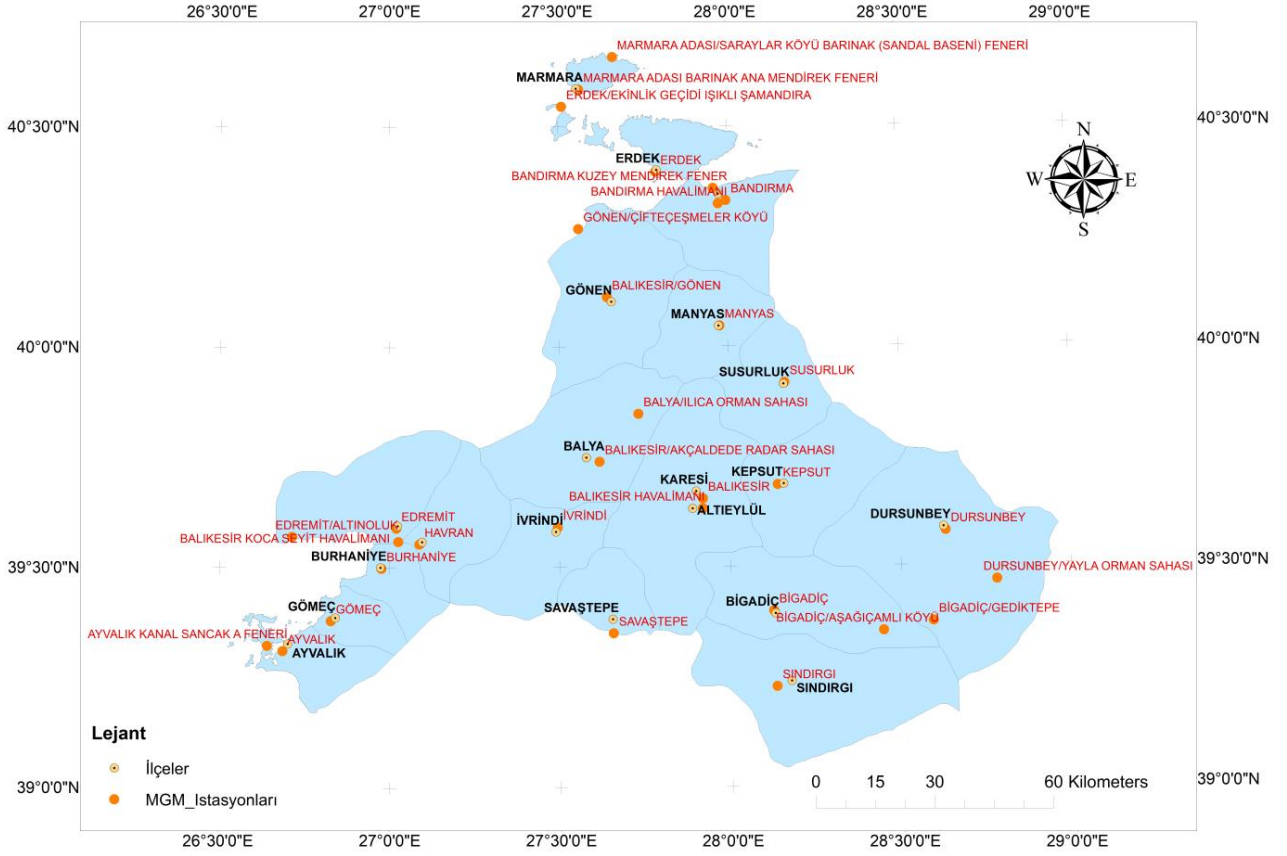 26°30'0"E 27°0'0"E 27°30'0"E 28°0'0"E 28°30'0"E 29°0'0"E
MARMARA ADASI/SARAYLAR KÖYÜ BARINAK (SANDAL BASENİ) FENERİ
MARMARA MARMARA ADASI BARINAK ANA MENDİREK FENERİ
ERDEK/EKİNLİK GEÇİDİ IŞIKLI ŞAMANDIRA
40°30'0"N 40°30'0"N
N
W E
S
ERDEK ERDEK
BANDIRMA KUZEY MENDİREK FENER
BANDIRMA HAVALİMANI BANDIRMA
GÖNEN/ÇİFTEÇEŞMELER KÖYÜ
BALIKESİR/GÖNEN
GÖNEN
MANYAS MANYAS
40°0'0"N 40°0'0"N
SUSURLUK SUSURLUK
BALYA/ILICA ORMAN SAHASI
BALYA BALIKESİR/AKÇALDEDE RADAR SAHASI
KARESİ KEPSUT KEPSUT
BALIKESİR
BALIKESİR HAVALİMANI
ALTIEYLÜL
DURSUNBEY DURSUNBEY
İVRİNDİ İVRİNDİ
EDREMİT
EDREMİT/ALTINOLUK
HAVRAN
BALIKESİR KOCA SEYİT HAVALİMANI
BURHANİYE BURHANİYE
39°30'0"N 39°30'0"N
DURSUNBEY/YAYLA ORMAN SAHASI
BİGADİÇ BİGADİÇ
GÖMEÇ GÖMEÇ
SAVAŞTEPE
BİGADİÇ/GEDİKTEPE
BİGADİÇ/AŞAĞIÇAMLI KÖYÜ
SAVAŞTEPE
AYVALIK KANAL SANCAK A FENERİ AYVALIK
AYVALIK
SINDIRGI
SINDIRGI
Lejant
İlçeler
MGM_Istasyonları
0 15 30 60 Kilometers
39°0'0"N 39°0'0"N
26°30'0"E 27°0'0"E 27°30'0"E 28°0'0"E 28°30'0"E 29°0'0"E